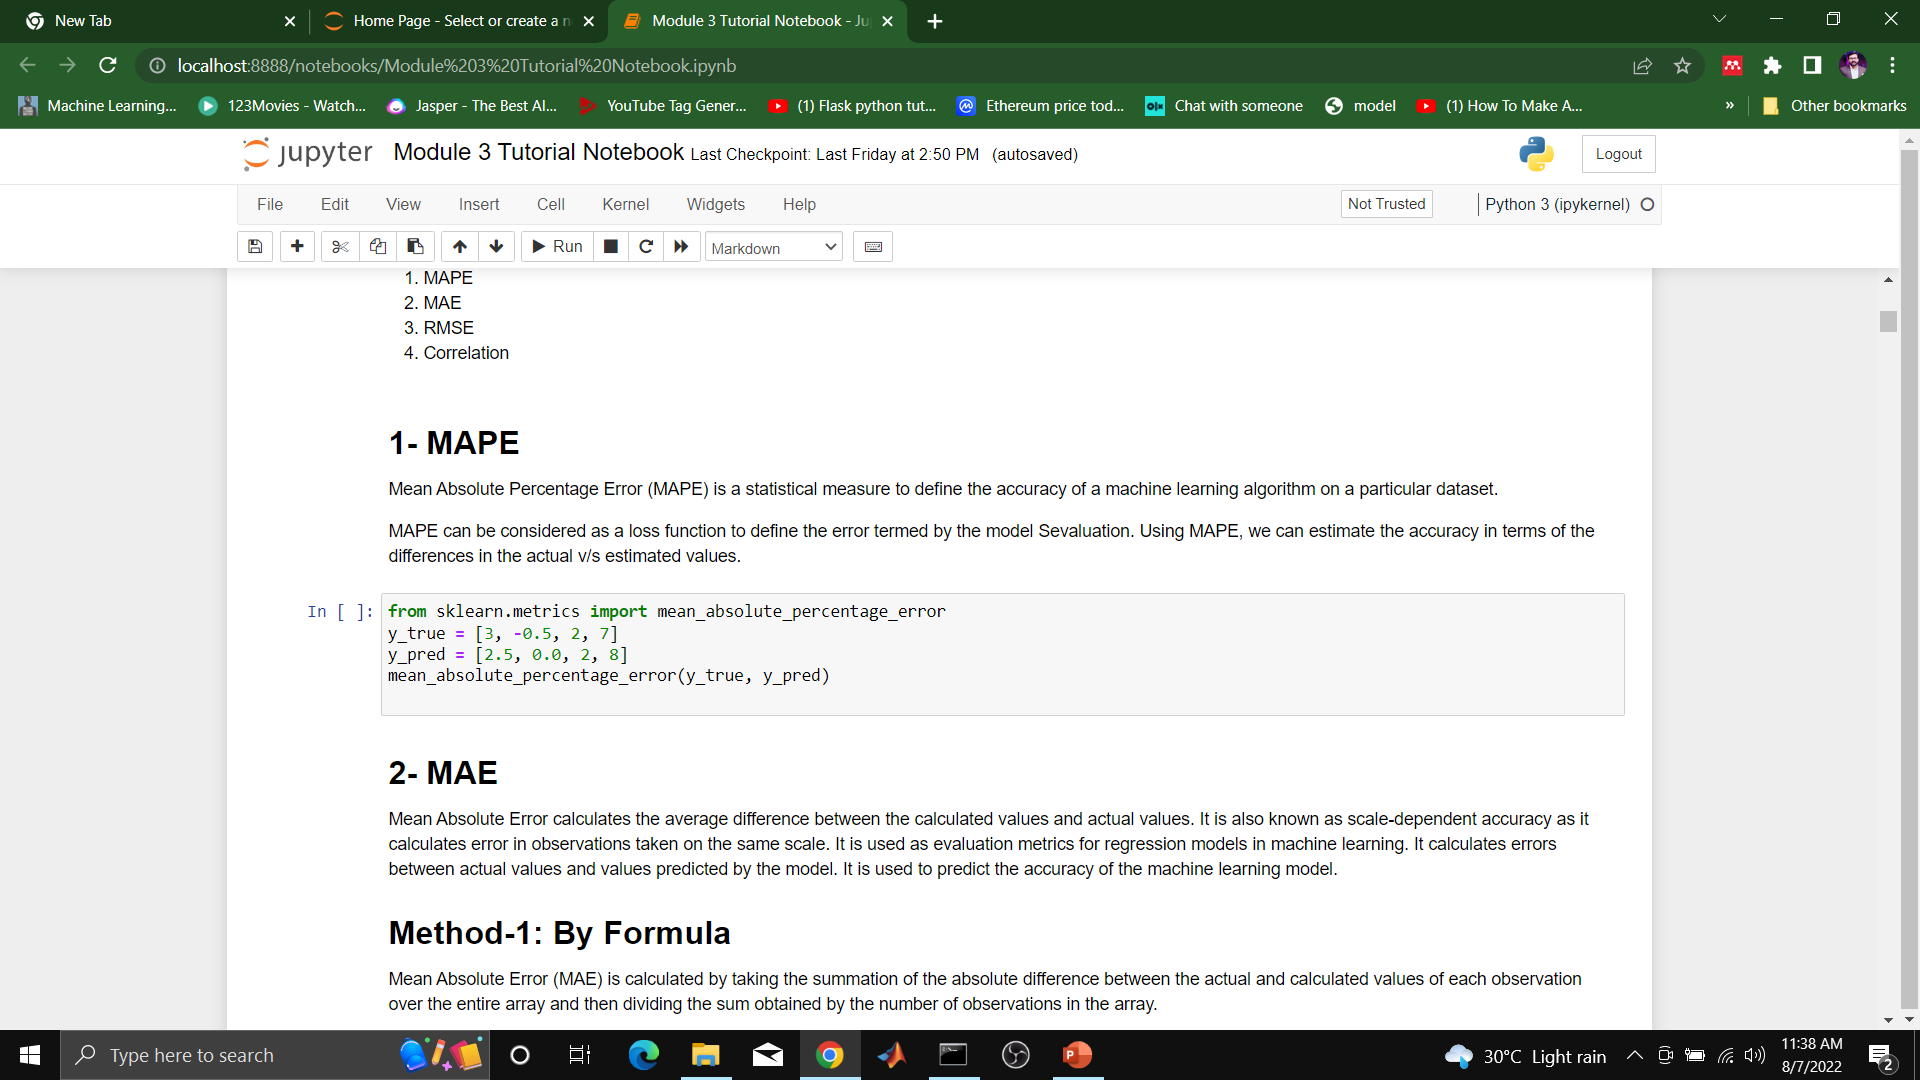 New Tab
Home Page - Select or create a n
Module 3 Tutorial Notebook - Ju
localhost:8888/notebooks/Module%203%20Tutorial%20Notebook.ipynb
Machine Learning... 123Movies - Watch... Jasper - The Best AI... YouTube Tag Gener... (1) Flask python tut... Ethereum price tod... Chat with someone model (1) How To Make A... » Other bookmarks
jupyter Module 3 Tutorial Notebook Last Checkpoint: Last Friday at 2:50 PM (autosaved) Logout
File Edit View Insert Cell Kernel Widgets Help Not Trusted Python 3 (ipykernel)
Run Markdown
1. MAPE
2. MAE
3. RMSE
4. Correlation
1- MAPE
Mean Absolute Percentage Error (MAPE) is a statistical measure to define the accuracy of a machine learning algorithm on a particular dataset.
MAPE can be considered as a loss function to define the error termed by the model Sevaluation. Using MAPE, we can estimate the accuracy in terms of the
differences in the actual v/s estimated values.
In [ ]: from sklearn.metrics import mean_absolute_percentage_error
y_true = [3, -0.5, 2, 7]
y_pred = [2.5, 0.0, 2, 8]
mean_absolute_percentage_error(y_true, y_pred)
2- MAE
Mean Absolute Error calculates the average difference between the calculated values and actual values. It is also known as scale-dependent accuracy as it
calculates error in observations taken on the same scale. It is used as evaluation metrics for regression models in machine learning. It calculates errors
between actual values and values predicted by the model. It is used to predict the accuracy of the machine learning model.
Method-1: By Formula
Mean Absolute Error (MAE) is calculated by taking the summation of the absolute difference between the actual and calculated values of each observation
over the entire array and then dividing the sum obtained by the number of observations in the array.
Type here to search
30°C Light rain
11:38 AM
8/7/2022
2